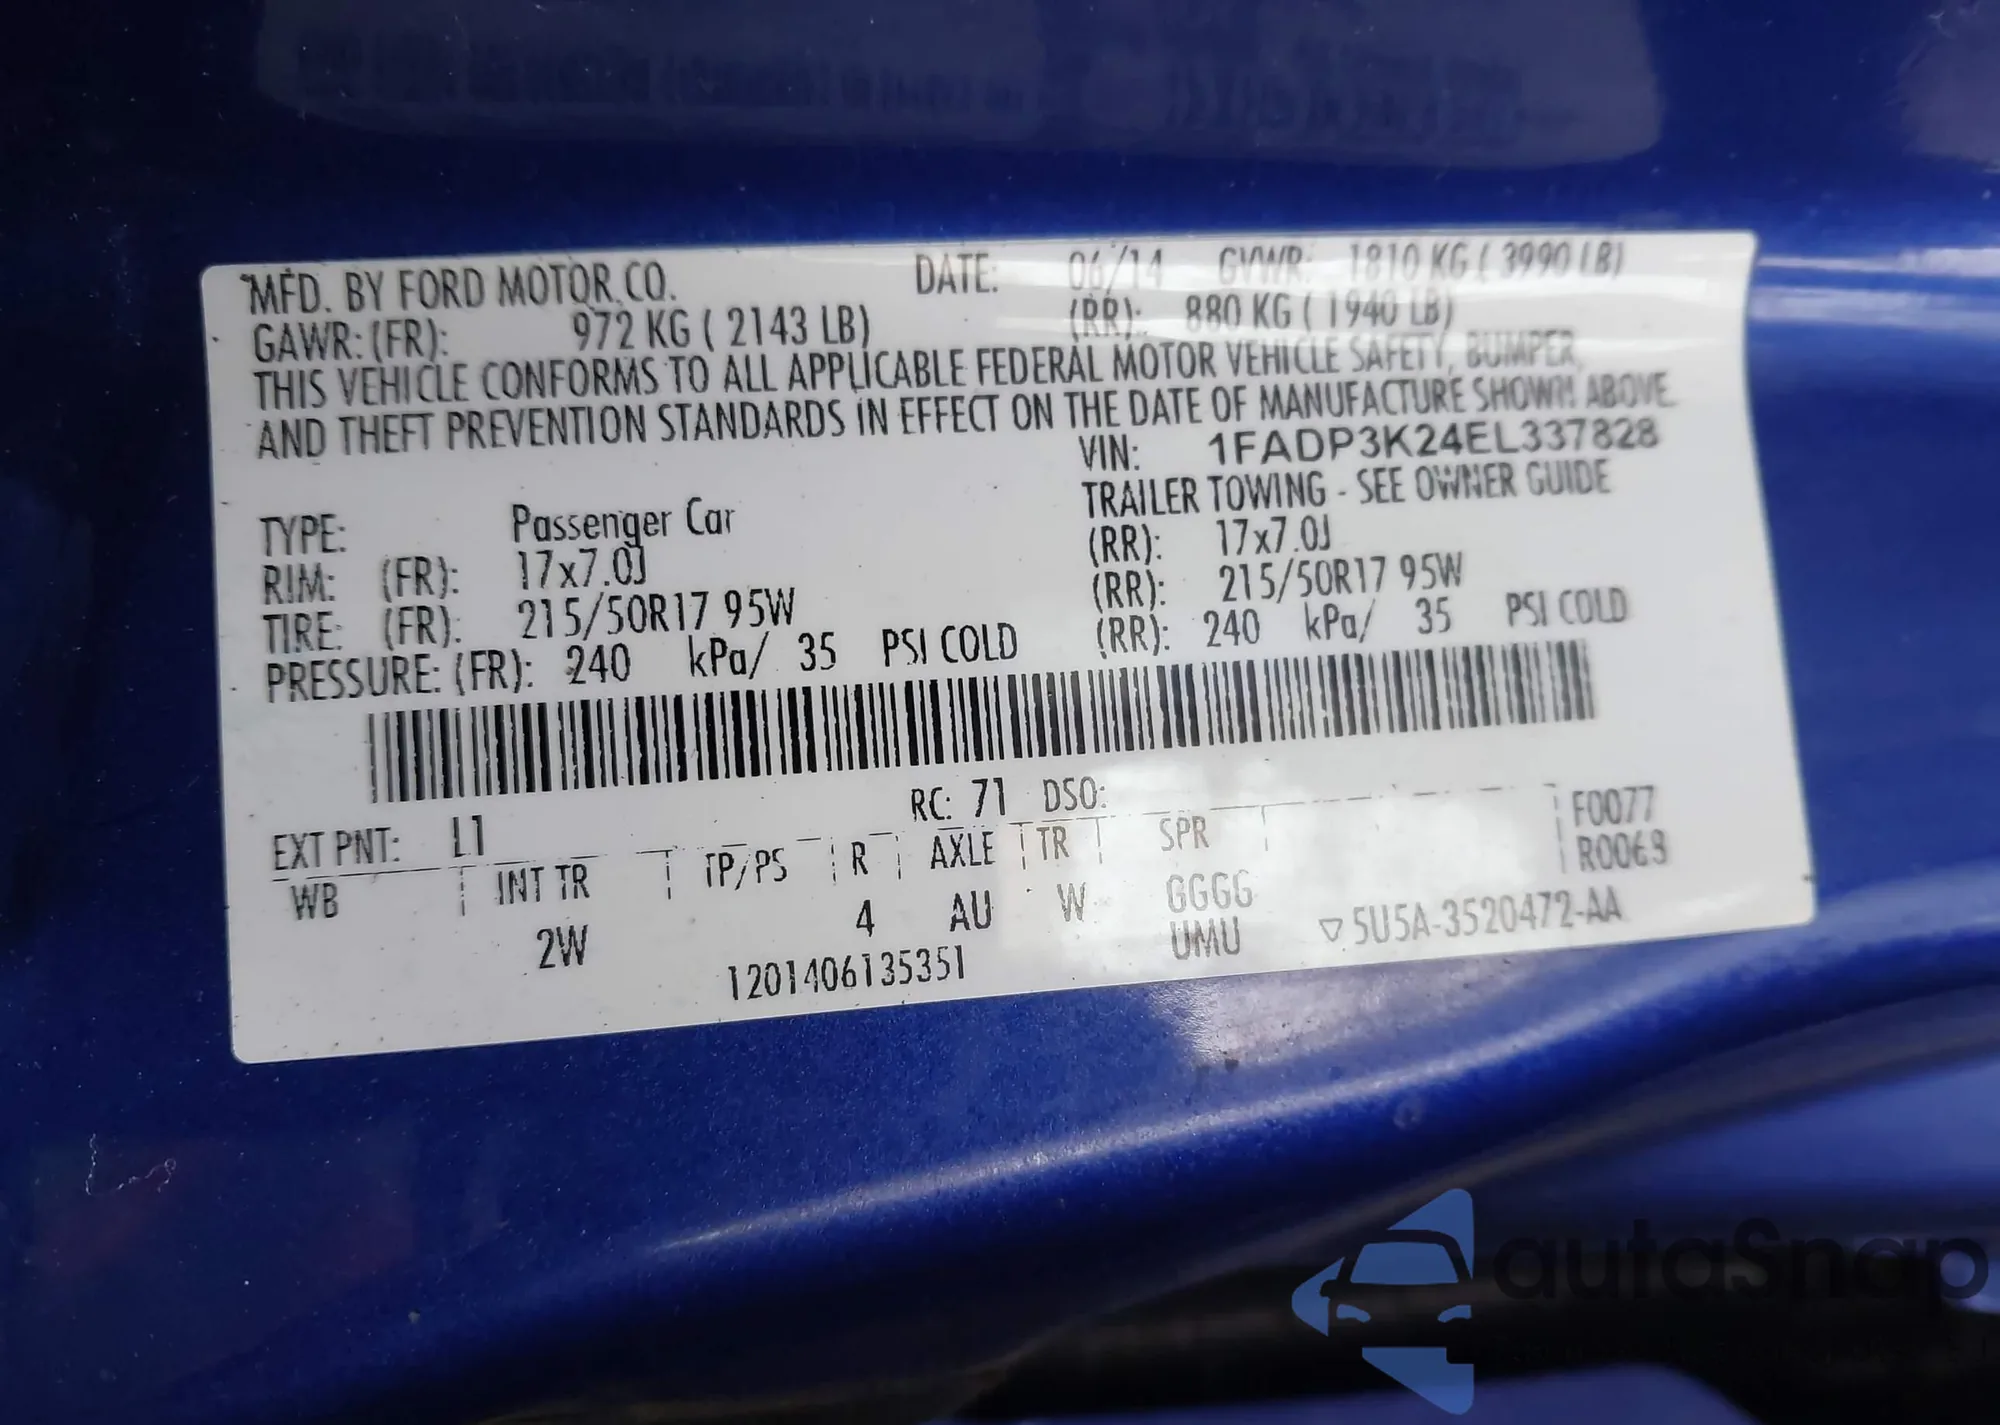 MFD. BY FORD MOTOR CO. DATE: 06/14 GVWR: 1810 KG ( 3990 LB)
GAWR: (FR): 972 KG ( 2143 LB) (RR): 880 KG ( 1940 LB)
THIS VEHICLE CONFORMS TO ALL APPLICABLE FEDERAL MOTOR VEHICLE SAFETY, BUMPER,
AND THEFT PREVENTION STANDARDS IN EFFECT ON THE DATE OF MANUFACTURE SHOWN ABOVE
VIN: 1FADP3K24EL337828
TRAILER TOWING - SEE OWNER GUIDE
TYPE: Passenger Car
RIM: (FR): 17x7.0J (RR): 17x7.0J
TIRE: (FR): 215/50R17 95W (RR): 215/50R17 95W
PRESSURE: (FR): 240 kPa/ 35 PSI COLD (RR): 240 kPa/ 35 PSI COLD
EXT PNT: L1 RC: 71 DSO: F0077
WB INT TR TP/PS R AXLE TR SPR R0069
2W 4 AU W GGGG
UMU ▽5U5A-3520472-AA
1201406135351
autaSnap